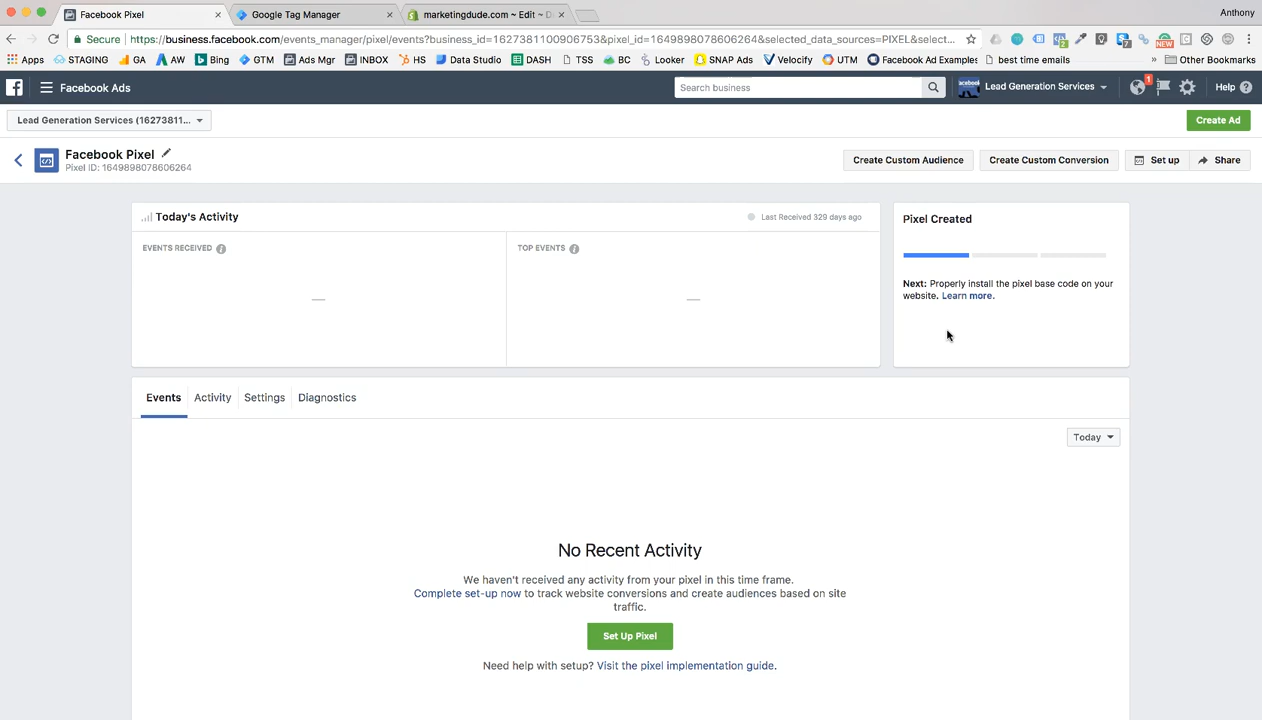 Facebook Pixel
Google Tag Manager
marketingdude.com ~ Edit ~ D
Anthony
Secure
https://business.facebook.com/events_manager/pixel/events?business_id=1627381100906753&pixel_id=1649898078606264&selected_data_sources=PIXEL&select...
Apps
STAGING
GA
AW
Bing
GTM
Ads Mgr
INBOX
HS
Data Studio
DASH
TSS
BC
Looker
SNAP Ads
Velocify
UTM
Facebook Ad Examples
best time emails
»
Other Bookmarks
Facebook Ads
Search business
Lead Generation Services
1
Help
Lead Generation Services (16273811...
Create Ad
Facebook Pixel
Pixel ID: 1649898078606264
Create Custom Audience
Create Custom Conversion
Set up
Share
Today's Activity
Last Received 329 days ago
EVENTS RECEIVED
—
TOP EVENTS
—
Pixel Created
Next: Properly install the pixel base code on your
website. Learn more.
Events
Activity
Settings
Diagnostics
Today
No Recent Activity
We haven't received any activity from your pixel in this time frame.
Complete set-up now to track website conversions and create audiences based on site
traffic.
Set Up Pixel
Need help with setup? Visit the pixel implementation guide.